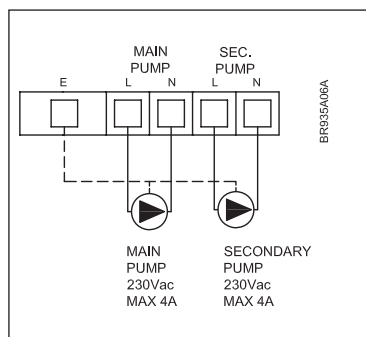 MAIN
PUMP
SEC.
PUMP
E
L
N
L
N
BR935A06A
MAIN
PUMP
230Vac
MAX 4A
SECONDARY
PUMP
230Vac
MAX 4A